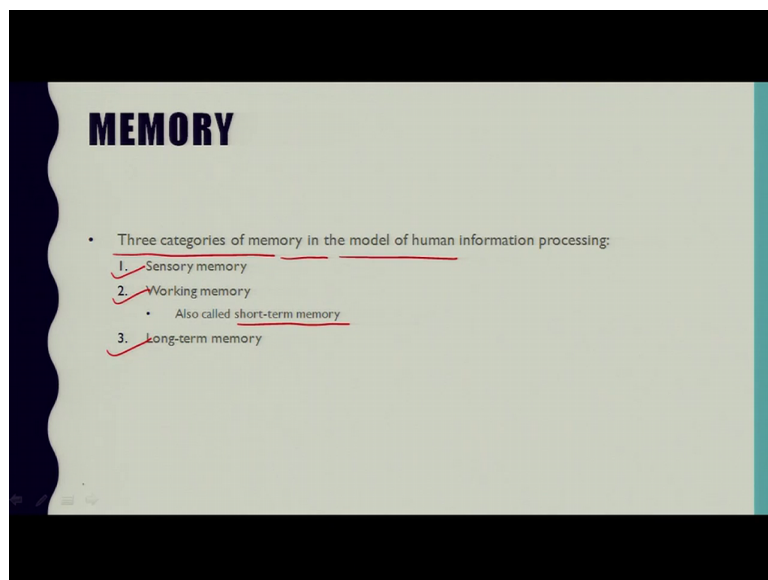 MEMORY
• Three categories of memory in the model of human information processing:
1. Sensory memory
2. Working memory
• Also called short-term memory
3. Long-term memory